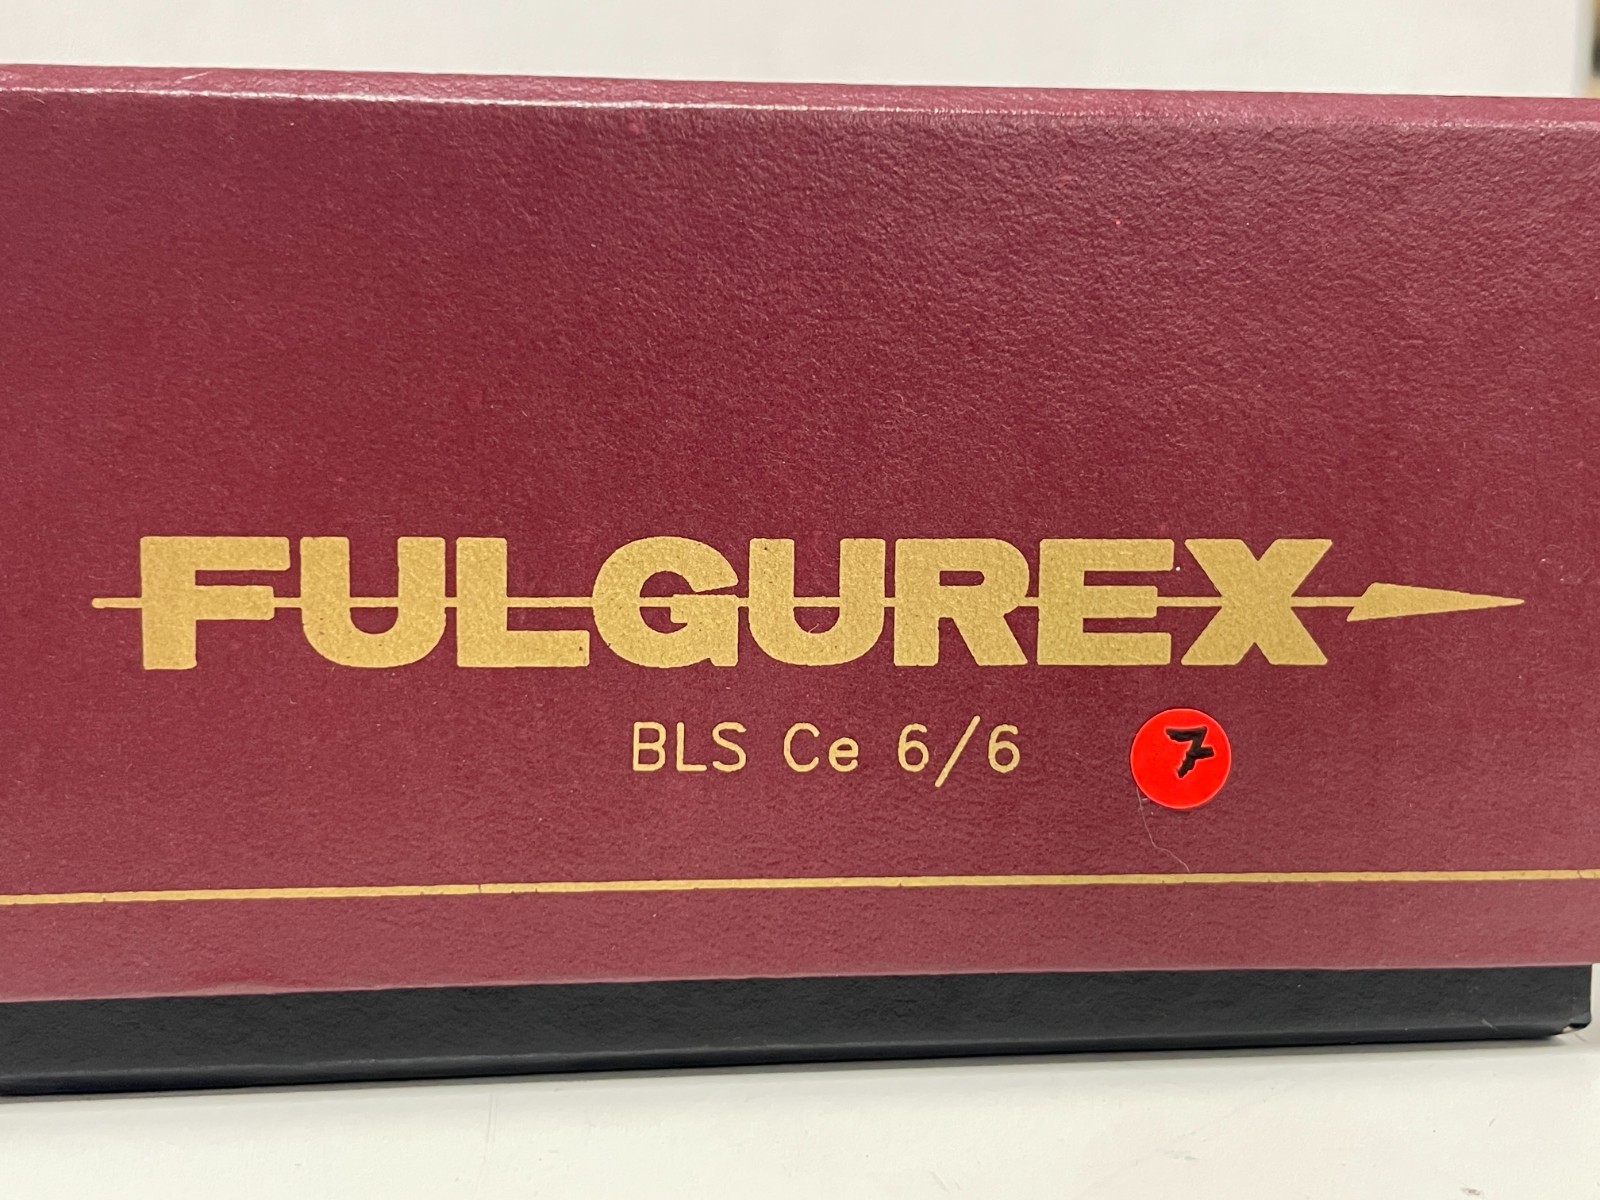 FULGUREX
BLS Ce 6/6
7